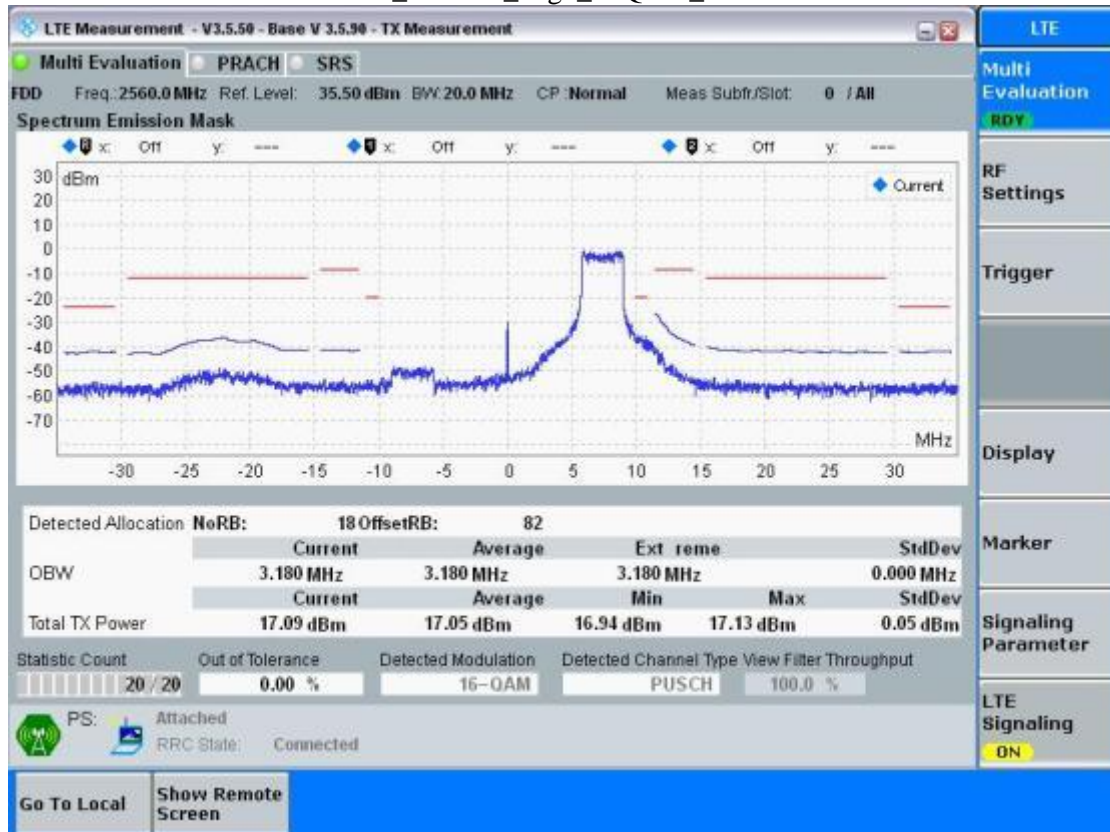 LTE Measurement - V3.5.50 - Base V 3.5.90 - TX Measurement
LTE
Multi Evaluation PRACH SRS
Multi
Evaluation
RDY
FDD Freq.:2560.0 MHz Ref. Level: 35.50 dBm BW: 20.0 MHz CP :Normal Meas Subfr/Slot: 0 / All
Spectrum Emission Mask
x: Off y: --- x: Off y: --- x: Off y: ---
30 dBm
Current
20
10
0
-10
-20
-30
-40
-50
-60
-70
MHz
-30 -25 -20 -15 -10 -5 0 5 10 15 20 25 30
RF
Settings
Trigger
Display
Marker
Signaling
Parameter
LTE
Signaling
ON
Detected Allocation NoRB: 18 OffsetRB: 82
Current Average Ext reme StdDev
OBW 3.180 MHz 3.180 MHz 3.180 MHz 0.000 MHz
Current Average Min Max StdDev
Total TX Power 17.09 dBm 17.05 dBm 16.94 dBm 17.13 dBm 0.05 dBm
Statistic Count Out of Tolerance Detected Modulation Detected Channel Type View Filter Throughput
20 / 20 0.00 % 16-QAM PUSCH 100.0 %
PS: Attached
RRC State: Connected
Go To Local
Show Remote
Screen